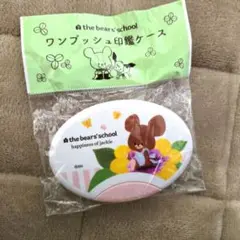 the bears' school
ワンプッシュ印鑑ケース
the bears' school
happiness of jackie